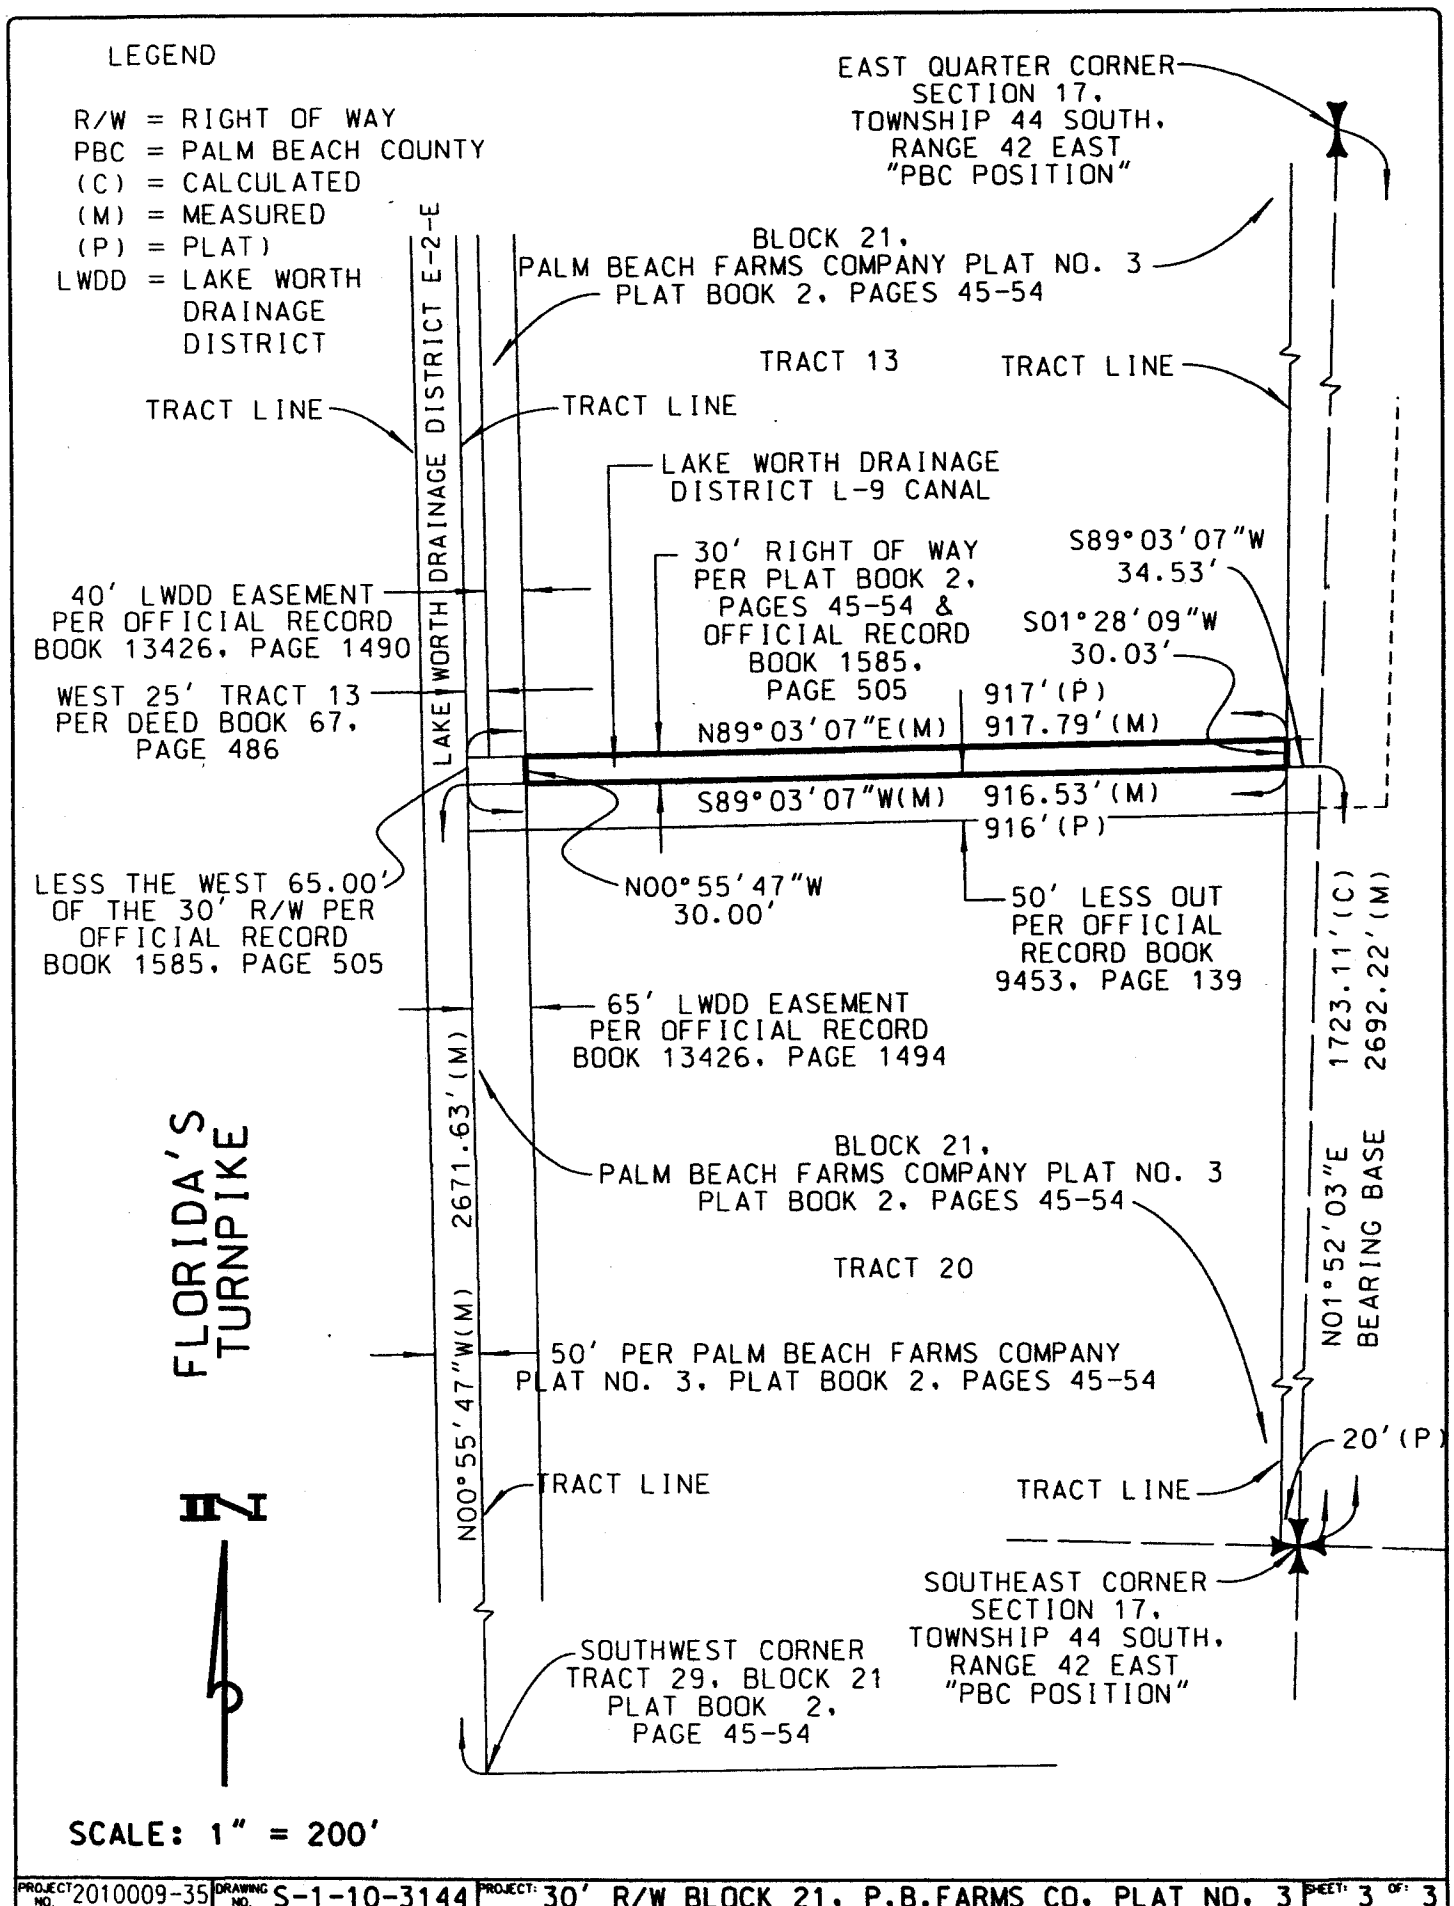 LEGEND
R/W = RIGHT OF WAY
PBC = PALM BEACH COUNTY
(C) = CALCULATED
(M) = MEASURED
(P) = PLAT)
LWDD = LAKE WORTH
DRAINAGE
DISTRICT
EAST QUARTER CORNER
SECTION 17,
TOWNSHIP 44 SOUTH,
RANGE 42 EAST
"PBC POSITION"
BLOCK 21,
PALM BEACH FARMS COMPANY PLAT NO. 3
PLAT BOOK 2, PAGES 45-54
TRACT 13
TRACT LINE
TRACT LINE
TRACT LINE
LAKE WORTH DRAINAGE DISTRICT E-2-E
LAKE WORTH DRAINAGE
DISTRICT L-9 CANAL
30' RIGHT OF WAY
PER PLAT BOOK 2,
PAGES 45-54 &
OFFICIAL RECORD
BOOK 1585,
PAGE 505
S89°03'07"W
34.53'
S01°28'09"W
30.03'
40' LWDD EASEMENT
PER OFFICIAL RECORD
BOOK 13426, PAGE 1490
WEST 25' TRACT 13
PER DEED BOOK 67,
PAGE 486
917'(P)
N89°03'07"E(M) 917.79'(M)
S89°03'07"W(M) 916.53'(M)
916'(P)
LESS THE WEST 65.00'
OF THE 30' R/W PER
OFFICIAL RECORD
BOOK 1585, PAGE 505
N00°55'47"W
30.00'
50' LESS OUT
PER OFFICIAL
RECORD BOOK
9453, PAGE 139
65' LWDD EASEMENT
PER OFFICIAL RECORD
BOOK 13426, PAGE 1494
N01°52'03"E 1723.11'(C)
BEARING BASE 2692.22'(M)
N00°55'47"W(M) 2671.63'(M)
FLORIDA'S
TURNPIKE
BLOCK 21,
PALM BEACH FARMS COMPANY PLAT NO. 3
PLAT BOOK 2, PAGES 45-54
TRACT 20
50' PER PALM BEACH FARMS COMPANY
PLAT NO. 3, PLAT BOOK 2, PAGES 45-54
20'(P)
TRACT LINE
TRACT LINE
SOUTHEAST CORNER
SECTION 17,
TOWNSHIP 44 SOUTH,
RANGE 42 EAST
"PBC POSITION"
SOUTHWEST CORNER
TRACT 29, BLOCK 21
PLAT BOOK 2,
PAGE 45-54
SCALE: 1" = 200'
PROJECT NO. 2010009-35 DRAWING NO. S-1-10-3144 PROJECT: 30' R/W BLOCK 21, P.B.FARMS CO. PLAT NO. 3 SHEET: 3 OF: 3